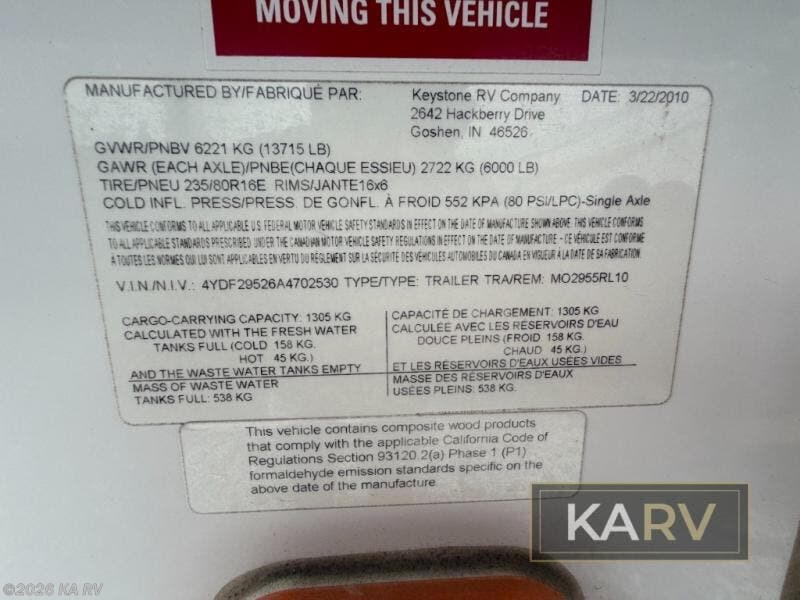 MOVING THIS VEHICLE
MANUFACTURED BY/FABRIQUÉ PAR: Keystone RV Company DATE: 3/22/2010
2642 Hackberry Drive
Goshen, IN 46526
GVWR/PNBV 6221 KG (13715 LB)
GAWR (EACH AXLE)/PNBE(CHAQUE ESSIEU) 2722 KG (6000 LB)
TIRE/PNEU 235/80R16E RIMS/JANTE16x6
COLD INFL. PRESS/PRESS. DE GONFL. À FROID 552 KPA (80 PSI/LPC)-Single Axle
THIS VEHICLE CONFORMS TO ALL APPLICABLE U.S. FEDERAL MOTOR VEHICLE SAFETY STANDARDS IN EFFECT ON THE DATE OF MANUFACTURE SHOWN ABOVE. THIS VEHICLE CONFORMS
TO ALL APPLICABLE STANDARDS PRESCRIBED UNDER THE CANADIAN MOTOR VEHICLE SAFETY REGULATIONS IN EFFECT ON THE DATE OF MANUFACTURE - CE VÉHICULE EST CONFORME
À TOUTES LES NORMES QUI LUI SONT APPLICABLES EN VERTU DU RÈGLEMENT SUR LA SÉCURITÉ DES VÉHICULES AUTOMOBILES DU CANADA EN VIGUEUR À LA DATE DE SA FABRICATION.
V.I.N./N.I.V.: 4YDF29526A4702530 TYPE/TYPE: TRAILER TRA/REM: MO2955RL10
CARGO-CARRYING CAPACITY: 1305 KG
CALCULATED WITH THE FRESH WATER
TANKS FULL (COLD 158 KG.
HOT 45 KG.)
AND THE WASTE WATER TANKS EMPTY
MASS OF WASTE WATER
TANKS FULL: 538 KG
CAPACITÉ DE CHARGEMENT: 1305 KG
CALCULÉE AVEC LES RÉSERVOIRS D'EAU
DOUCE PLEINS (FROID 158 KG.
CHAUD 45 KG.)
ET LES RÉSERVOIRS D'EAUX USÉES VIDES
MASSE DES RÉSERVOIRS D'EAUX
USÉES PLEINS: 538 KG.
This vehicle contains composite wood products
that comply with the applicable California Code of
Regulations Section 93120.2(a) Phase 1 (P1)
formaldehyde emission standards specific on the
above date of the manufacture.
KARV
©2026 KA RV